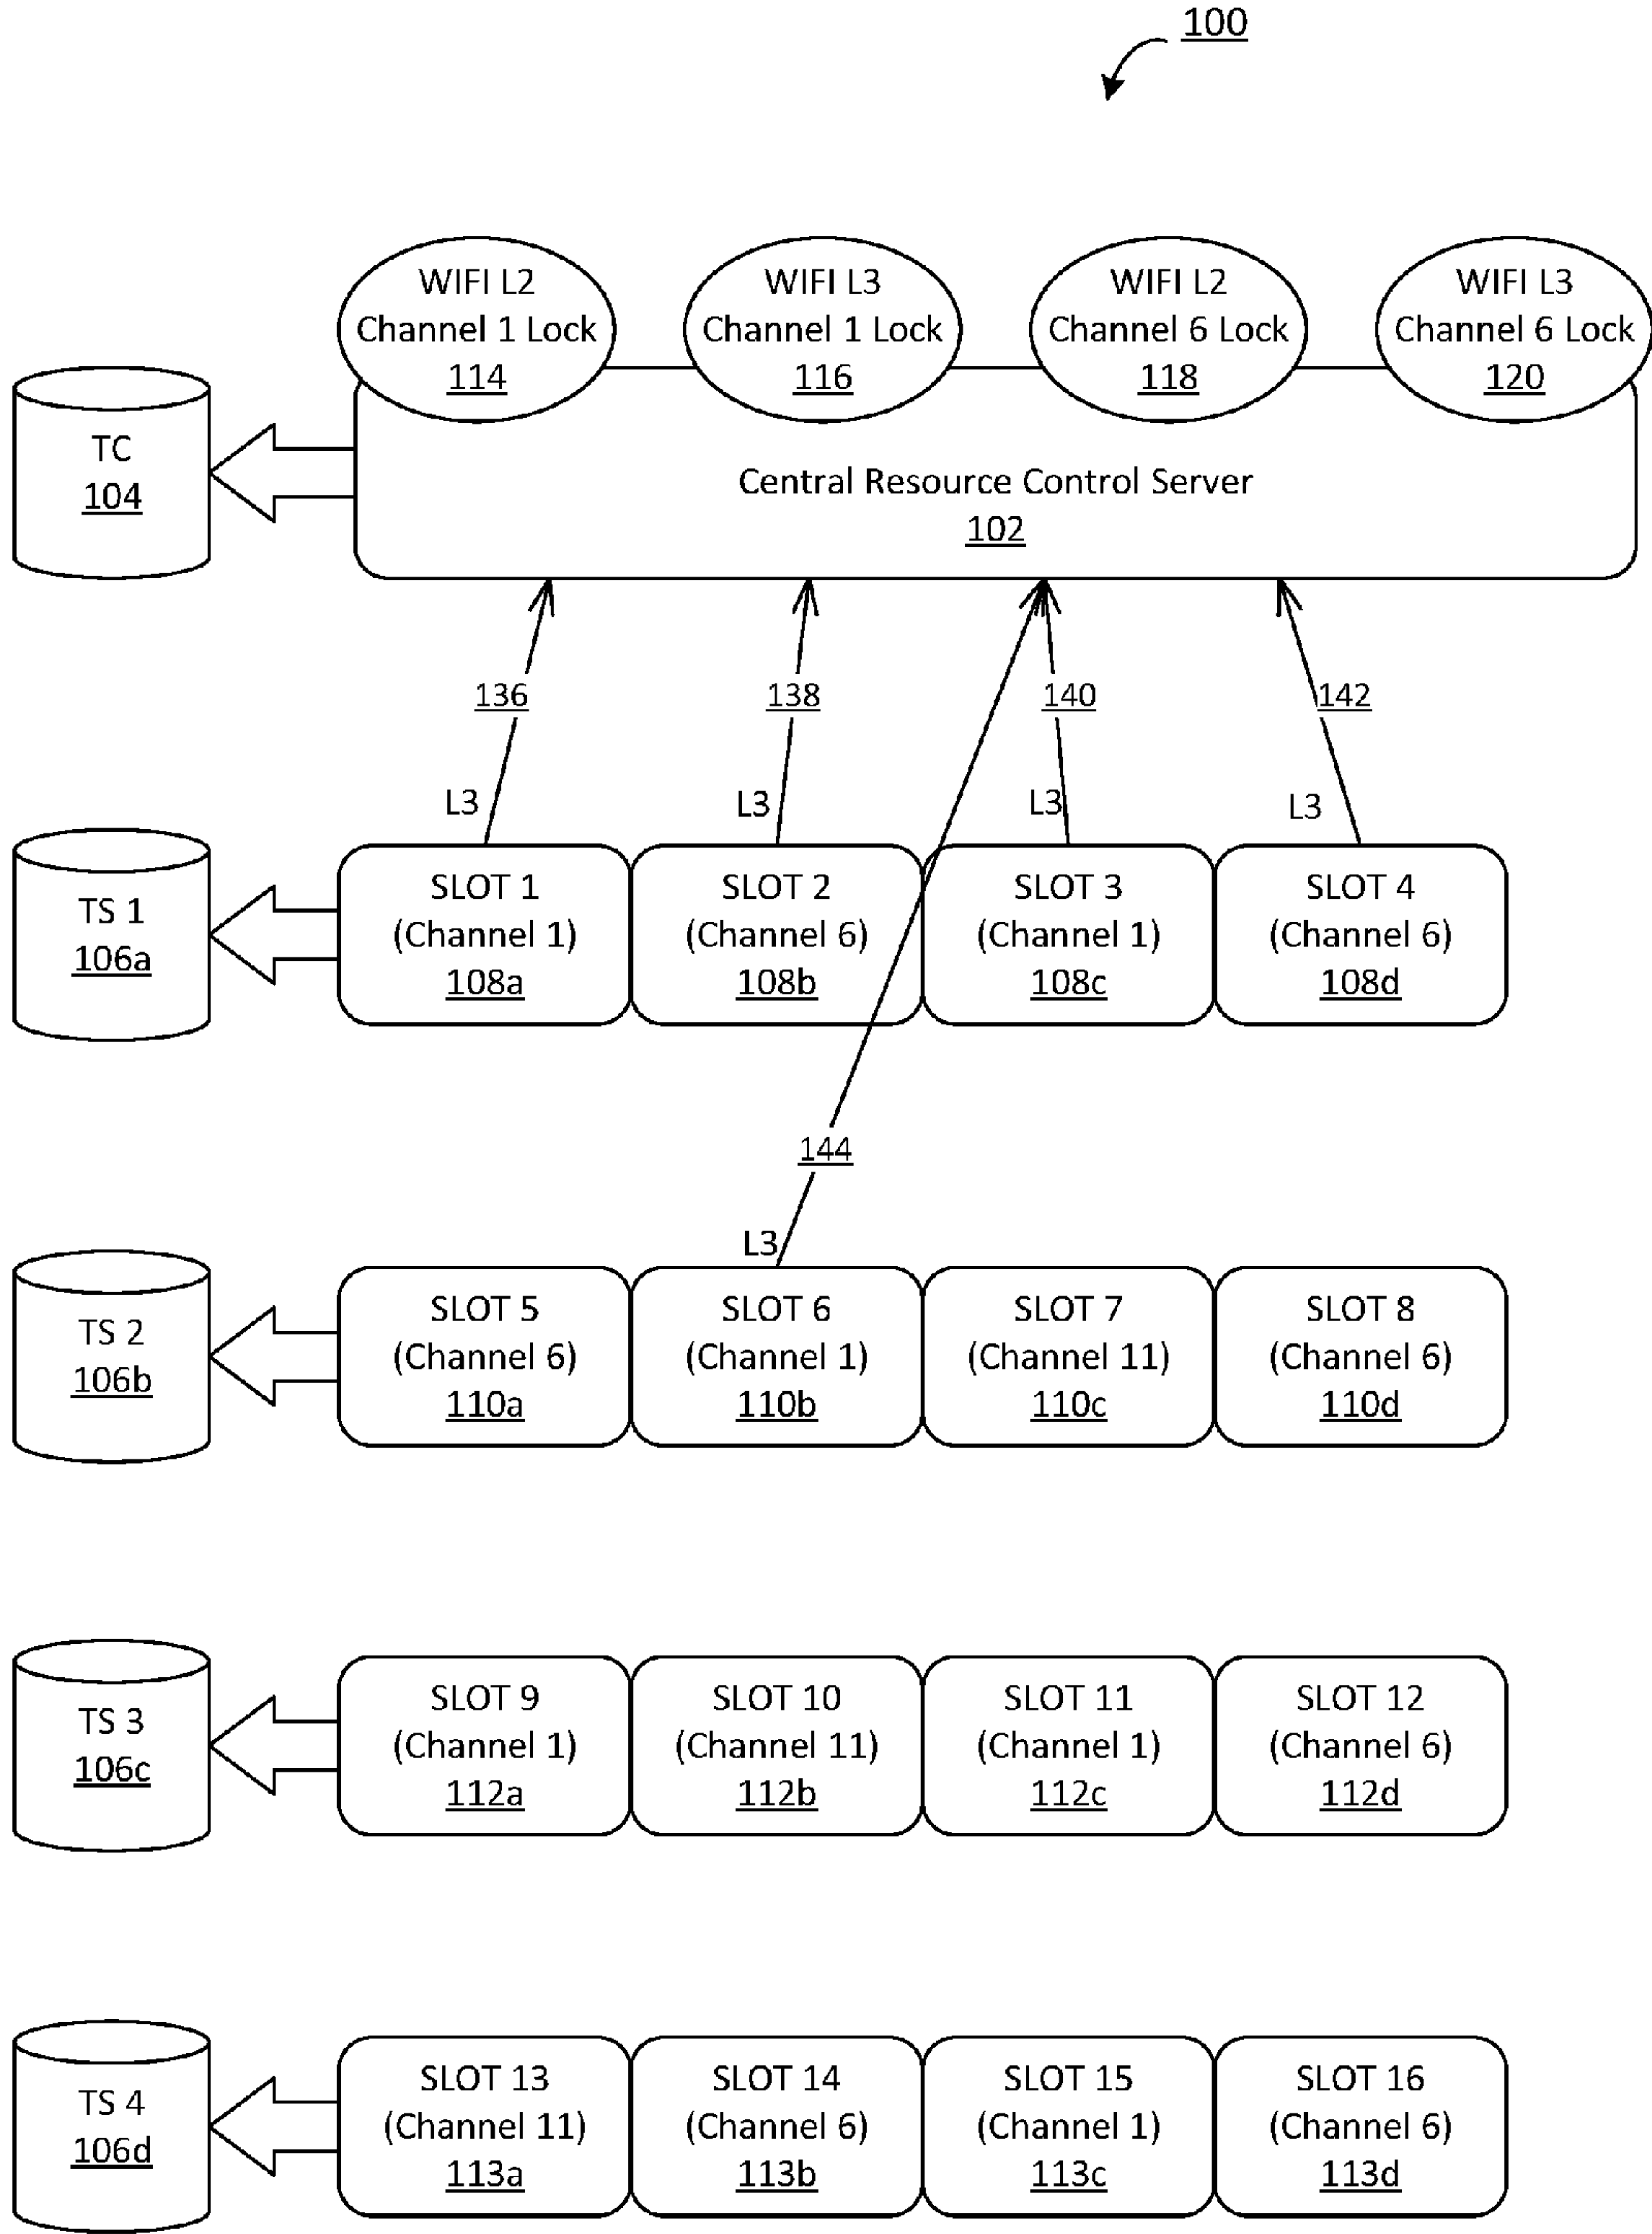 100
WIFI L2
Channel 1 Lock
114
WIFI L3
Channel 1 Lock
116
WIFI L2
Channel 6 Lock
118
WIFI L3
Channel 6 Lock
120
TC
104
Central Resource Control Server
102
136
138
140
142
L3
L3
L3
L3
TS 1
106a
SLOT 1
(Channel 1)
108a
SLOT 2
(Channel 6)
108b
SLOT 3
(Channel 1)
108c
SLOT 4
(Channel 6)
108d
144
L3
TS 2
106b
SLOT 5
(Channel 6)
110a
SLOT 6
(Channel 1)
110b
SLOT 7
(Channel 11)
110c
SLOT 8
(Channel 6)
110d
TS 3
106c
SLOT 9
(Channel 1)
112a
SLOT 10
(Channel 11)
112b
SLOT 11
(Channel 1)
112c
SLOT 12
(Channel 6)
112d
TS 4
106d
SLOT 13
(Channel 11)
113a
SLOT 14
(Channel 6)
113b
SLOT 15
(Channel 1)
113c
SLOT 16
(Channel 6)
113d